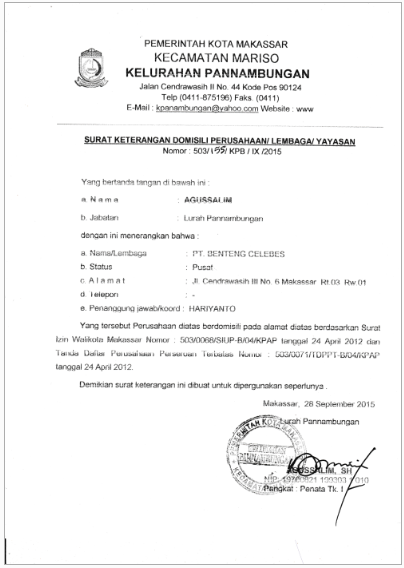 PEMERINTAH KOTA MAKASSAR
KECAMATAN MARISO
KELURAHAN PANNAMBUNGAN
Jalan Cendrawasih II No. 44 Kode Pos 90124
Telp (0411-875196) Faks. (0411)
E-Mail : kpanambungan@yahoo.com Website : www
SURAT KETERANGAN DOMISILI PERUSAHAAN/ LEMBAGA/ YAYASAN
Nomor : 503/155/ KPB / IX /2015
Yang bertanda tangan di bawah ini :
a. N a m a : AGUSSALIM
b. Jabatan : Lurah Pannambungan
dengan ini menerangkan bahwa :
a. Nama/Lembaga : PT. BENTENG CELEBES
b. Status : Pusat
c. A l a m a t : Jl. Cendrawasih III No. 6 Makassar Rt.03 Rw.01
d. Telepon : -
e. Penanggung jawab/koord : HARIYANTO
Yang tersebut Perusahaan diatas berdomisili pada alamat diatas berdasarkan Surat
Izin Walikota Makassar Nomor : 503/0068/SIUP-B/04/KPAP tanggal 24 April 2012 dan
Tanda Daftar Perusahaan Perseroan Terbatas Nomor : 503/0071/TDPPT-B/04/KPAP
tanggal 24 April 2012.
Demikian surat keterangan ini dibuat untuk dipergunakan seperlunya .
Makassar, 28 September 2015
Lurah Pannambungan
AGUSSALIM, SH
Pangkat : Penata Tk. I